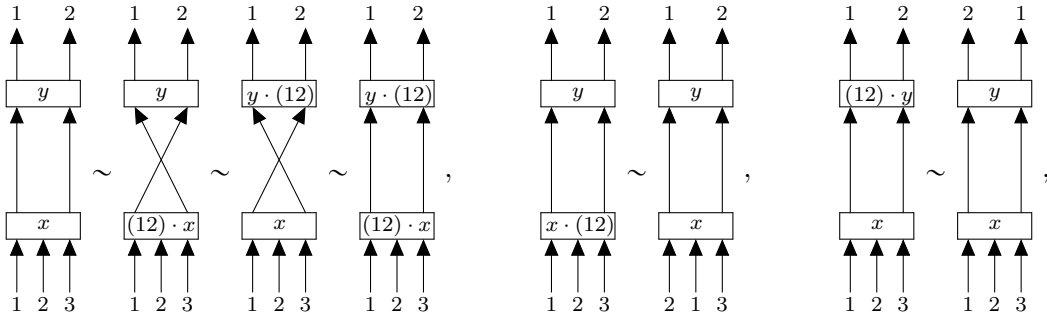 1 2 1 2 1 2 1 2 1 2 1 2 1 2 2 1
y y y · (12) y · (12) y y (12) · y y
∼ ∼ ∼ , ∼ , ∼ ,
x (12) · x x (12) · x x · (12) x x x
1 2 3 1 2 3 1 2 3 1 2 3 1 2 3 2 1 3 1 2 3 1 2 3